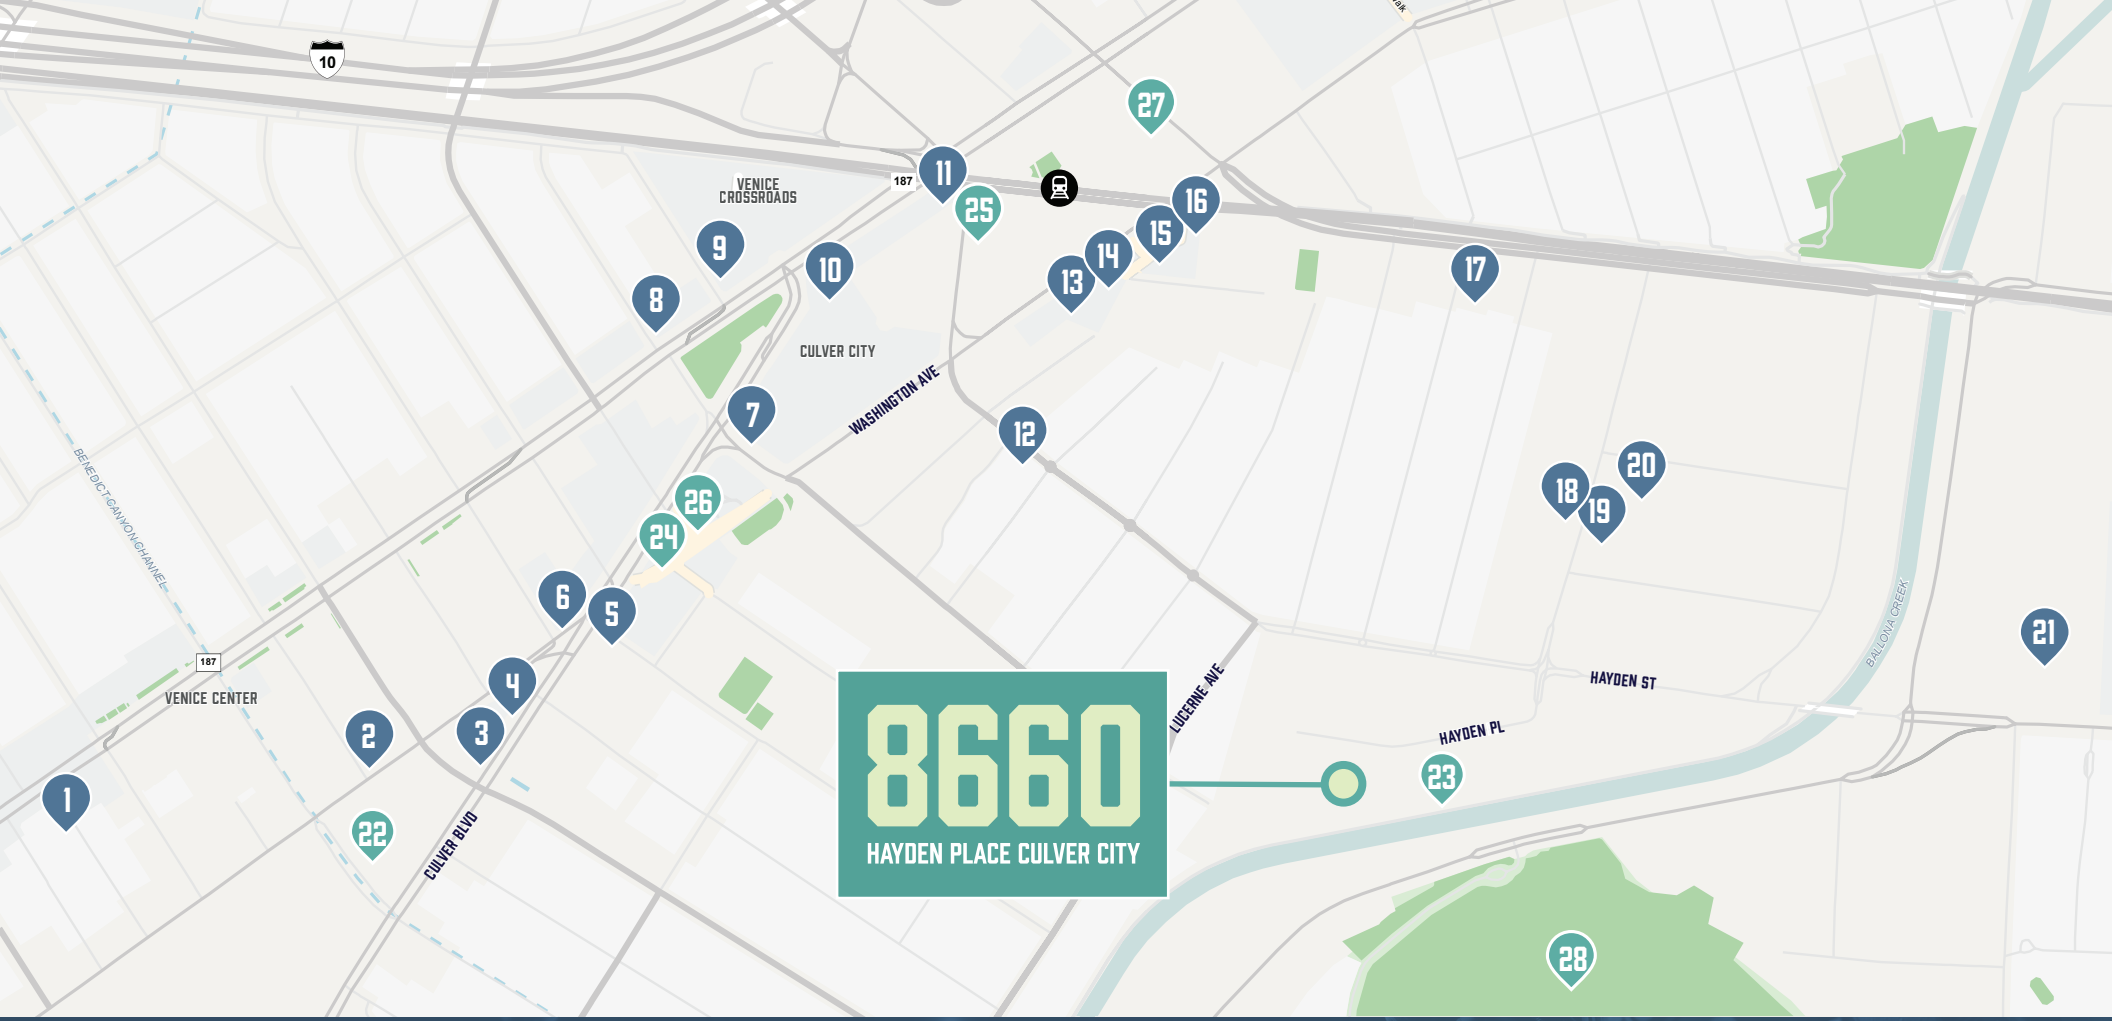 10
27
11
187
VENICE
CROSSROADS
25
16
15
9
14
10
17
13
8
CULVER CITY
WASHINGTON AVE
7
12
20
18
19
26
24
BENEDICT CANYON CHANNEL
6
5
BALLONA CREEK
21
187
VENICE CENTER
4
HAYDEN ST
LUCERNE AVE
2
3
HAYDEN PL
8660
HAYDEN PLACE CULVER CITY
23
1
22
CULVER BLVD
28